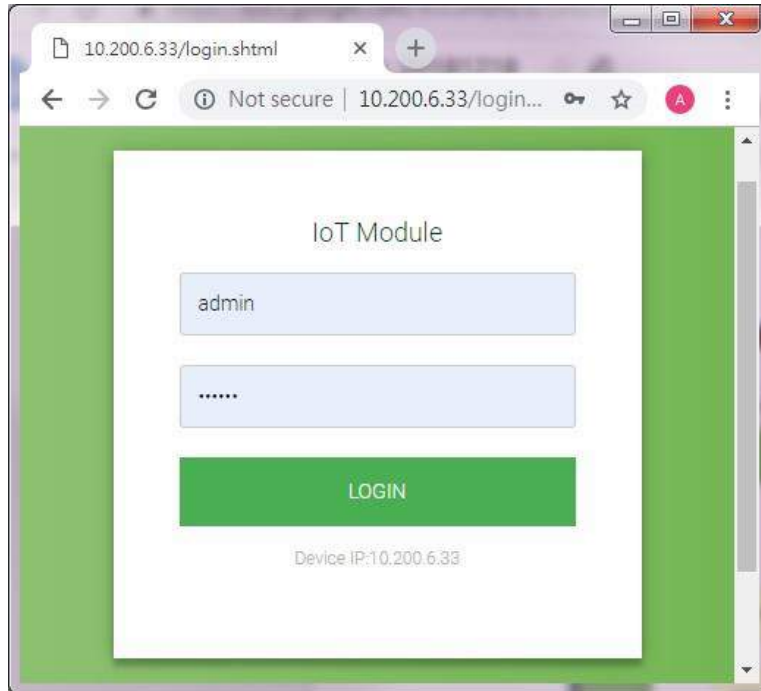 10.200.6.33/login.shtml
Not secure | 10.200.6.33/login...
A
IoT Module
admin
••••••
LOGIN
Device IP:10.200.6.33